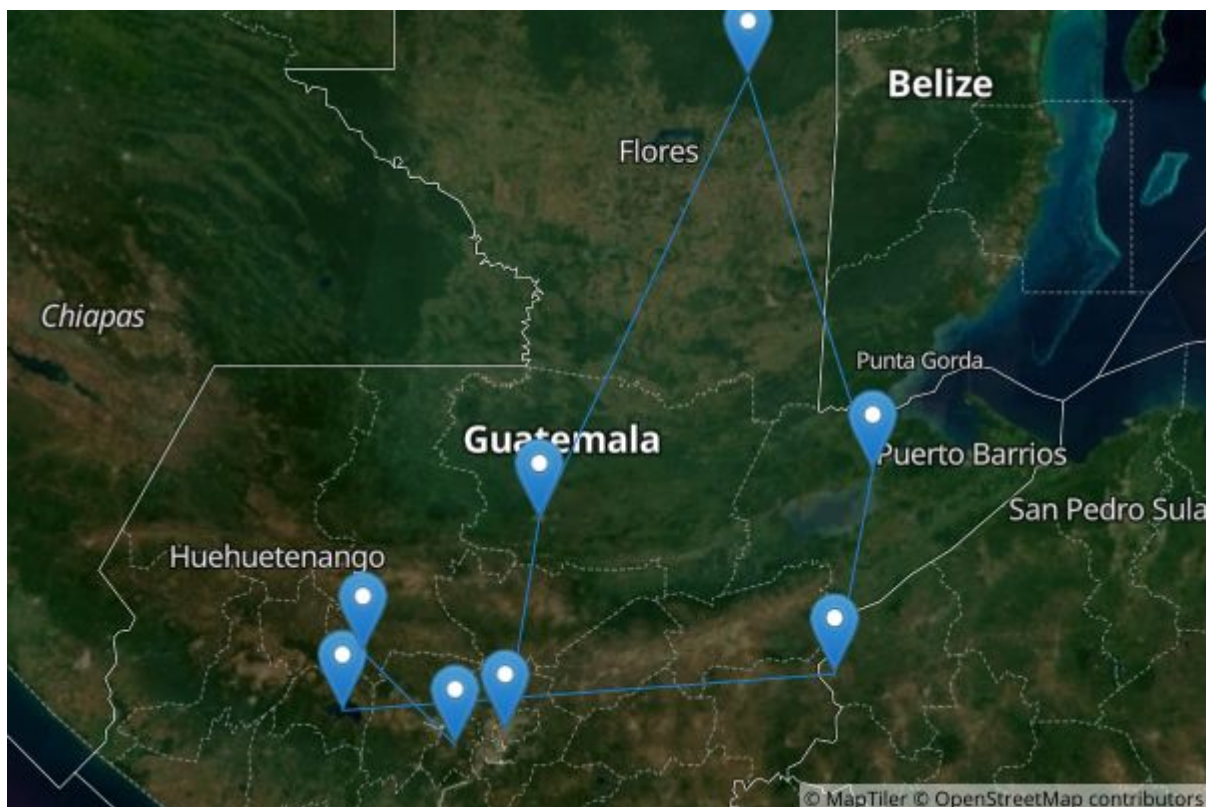 Belize
Flores
Chiapas
Punta Gorda
Guatemala
Puerto Barrios
San Pedro Sula
Huehuetenango
© MapTiler © OpenStreetMap contributors